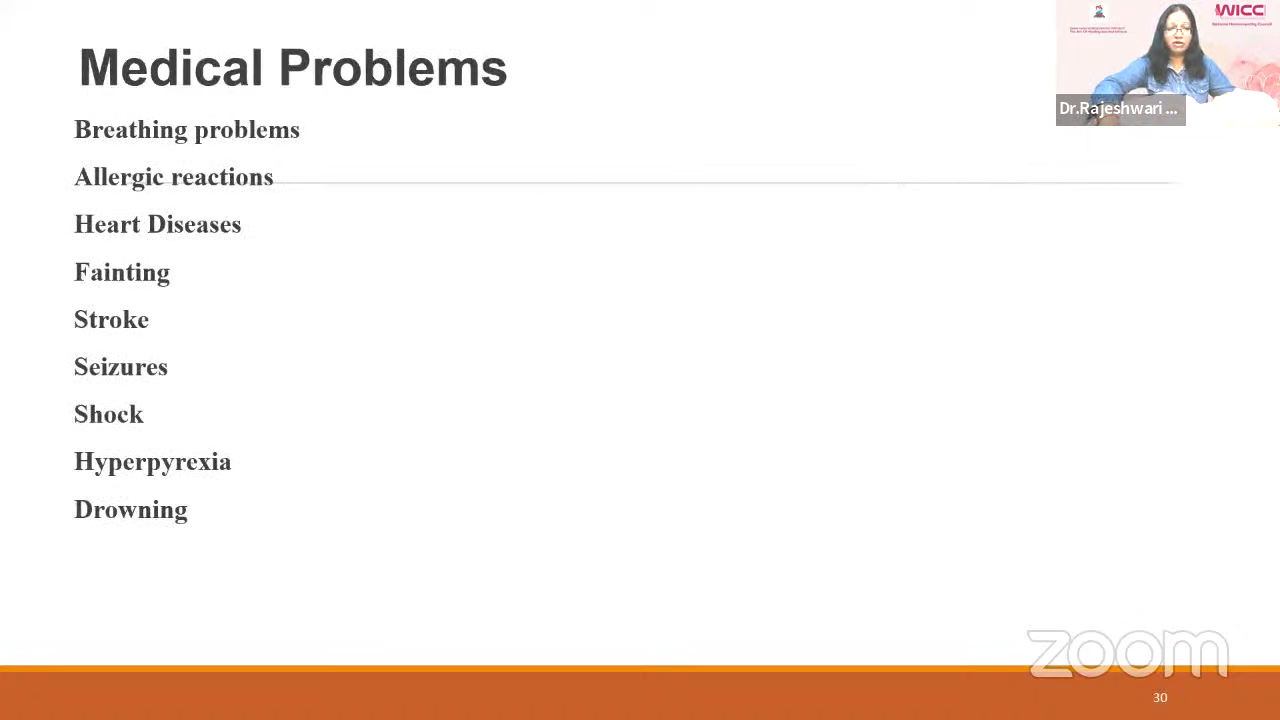 Medical Problems
Breathing problems
Allergic reactions
Heart Diseases
Fainting
Stroke
Seizures
Shock
Hyperpyrexia
Drowning
WICC
Dr.Rajeshwari ...
zoom
30